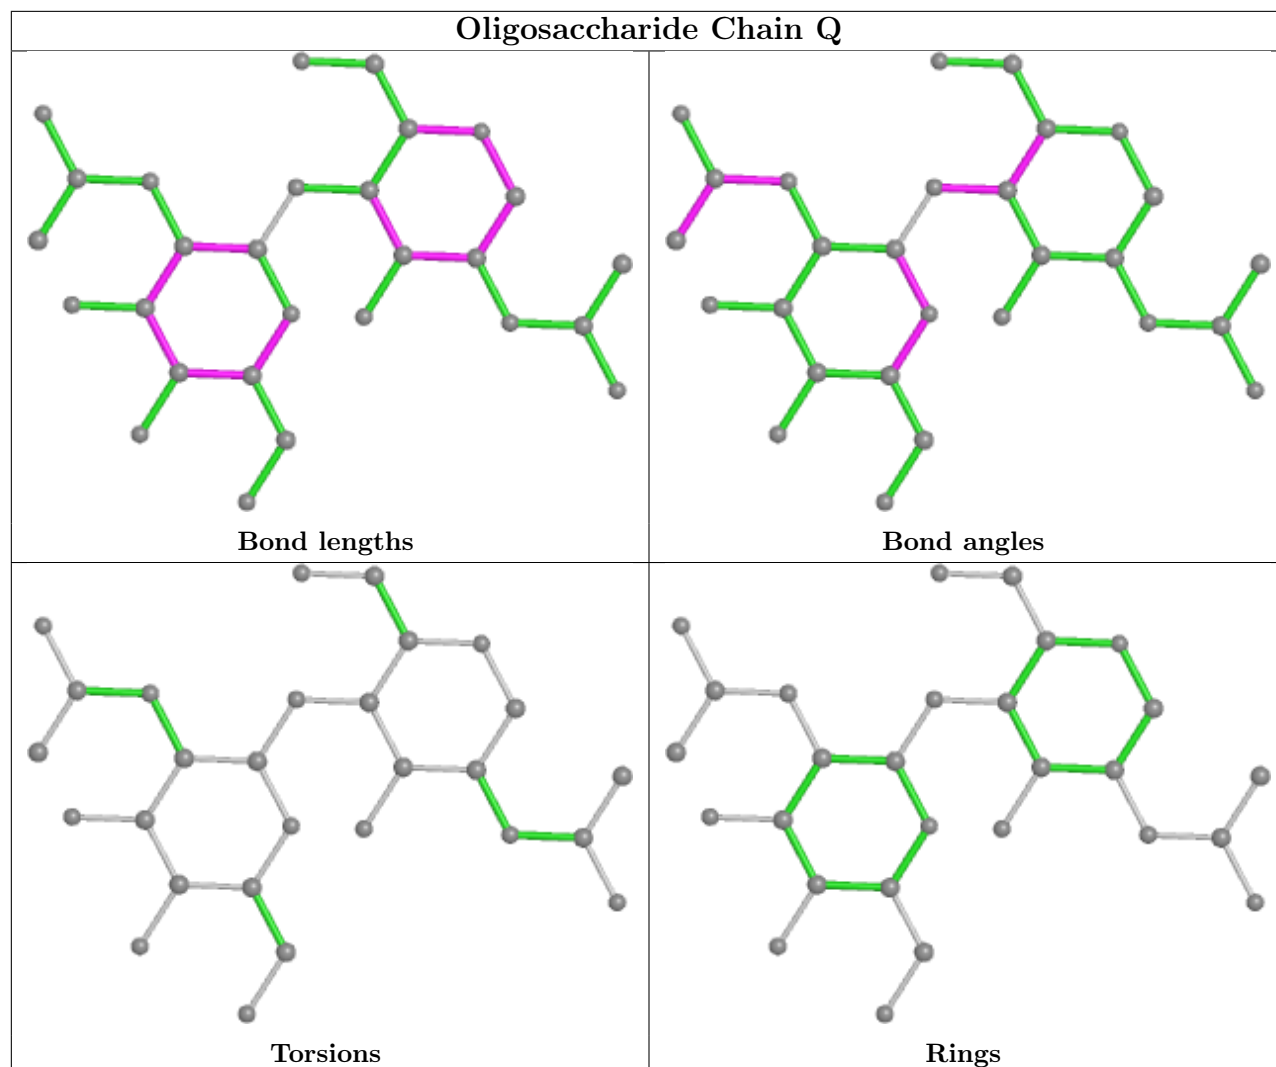 Oligosaccharide Chain Q
Bond lengths
Bond angles
Torsions
Rings